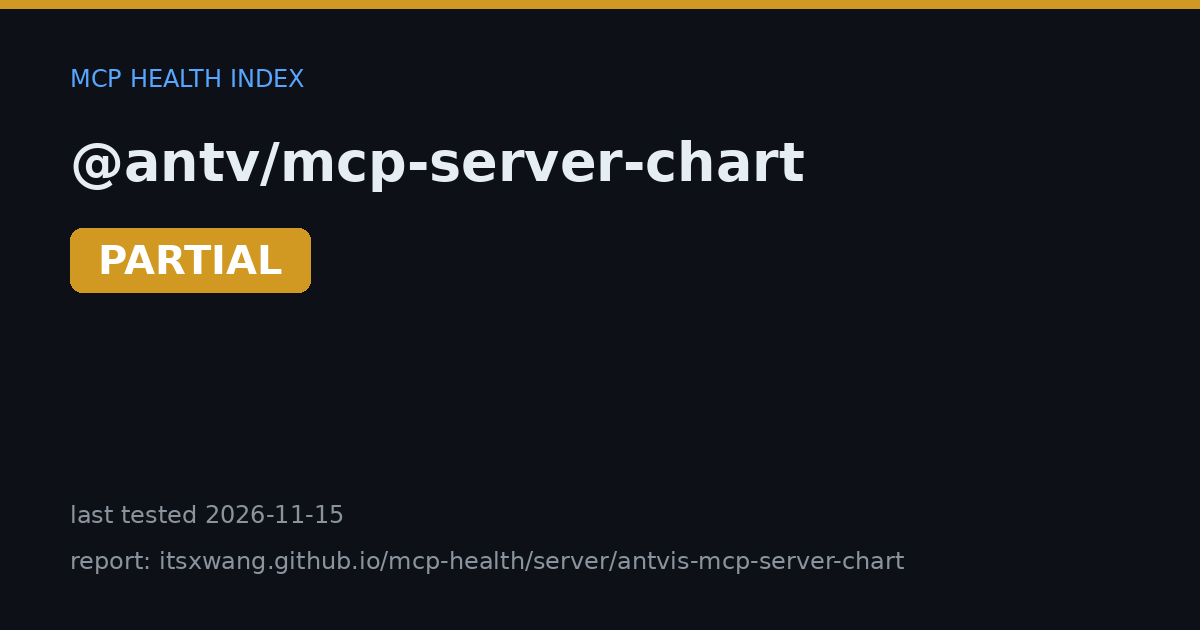 MCP HEALTH INDEX
@antv/mcp-server-chart
PARTIAL
last tested 2026-11-15
report: itsxwang.github.io/mcp-health/server/antvis-mcp-server-chart